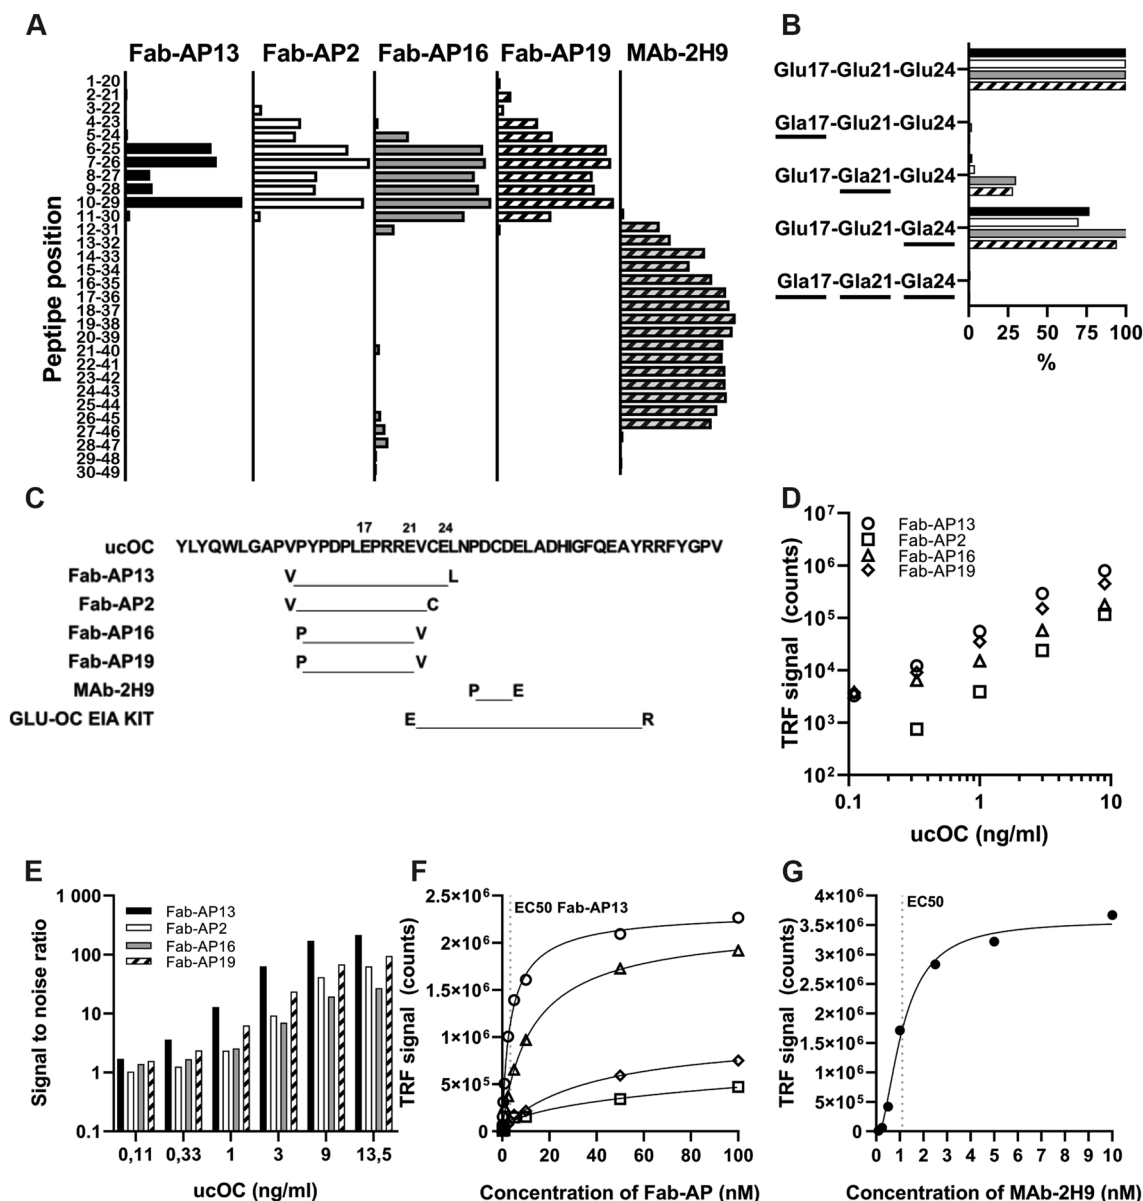 A
Fab-AP13 Fab-AP2 Fab-AP16 Fab-AP19 MAb-2H9
Peptipe position
1-20
2-21
3-22
4-23
5-24
6-25
7-26
8-27
9-28
10-29
11-30
12-31
13-32
14-33
15-34
16-35
17-36
18-37
19-38
20-39
21-40
22-41
23-42
24-43
25-44
26-45
27-46
28-47
29-48
30-49
B
Glu17-Glu21-Glu24
Gla17-Glu21-Glu24
Glu17-Gla21-Glu24
Glu17-Glu21-Gla24
Gla17-Gla21-Gla24
0 25 50 75 100
%
C
17 21 24
ucOC YLYQWLGAPVPYPDPLEPRREVCELNPDCDELADHIGFQEAYRRFYGPV
Fab-AP13 V L
Fab-AP2 V C
Fab-AP16 P V
Fab-AP19 P V
MAb-2H9 P E
GLU-OC EIA KIT E R
D
TRF signal (counts)
10⁷
10⁶
10⁵
10⁴
10³
10²
Fab-AP13
Fab-AP2
Fab-AP16
Fab-AP19
0.1 1 10
ucOC (ng/ml)
E
Signal to noise ratio
1 000
100
10
1
0.1
Fab-AP13
Fab-AP2
Fab-AP16
Fab-AP19
0,11 0,33 1 3 9 13,5
ucOC (ng/ml)
F
TRF signal (counts)
2.5×10⁶
2×10⁶
1.5×10⁶
1×10⁶
5×10⁵
0
EC50 Fab-AP13
0 20 40 60 80 100
Concentration of Fab-AP (nM)
G
TRF signal (counts)
4×10⁶
3.5×10⁶
3×10⁶
2.5×10⁶
2×10⁶
1.5×10⁶
1×10⁶
5×10⁵
0
EC50
0 1 2 3 4 5 6 7 8 9 10
Concentration of MAb-2H9 (nM)